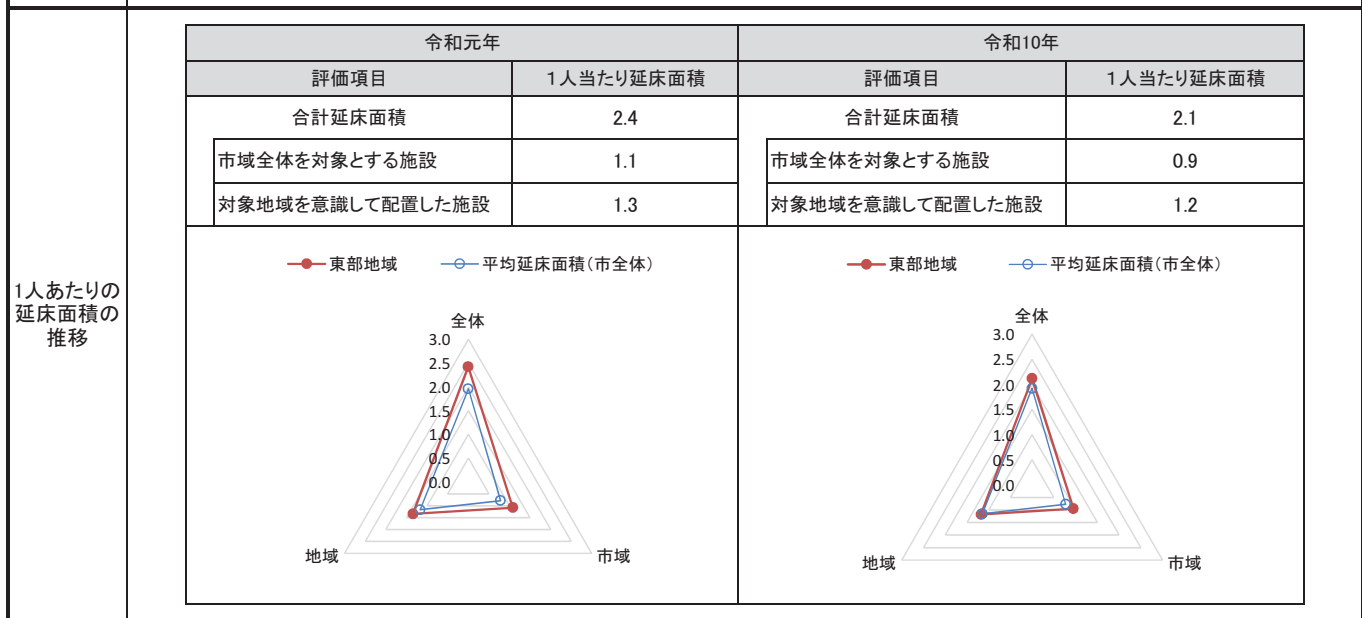 1人あたりの
延床面積の
推移
令和元年
令和10年
評価項目
1人当たり延床面積
評価項目
1人当たり延床面積
合計延床面積
2.4
合計延床面積
2.1
市域全体を対象とする施設
1.1
市域全体を対象とする施設
0.9
対象地域を意識して配置した施設
1.3
対象地域を意識して配置した施設
1.2
東部地域
平均延床面積(市全体)
全体
3.0
2.5
2.0
1.5
1.0
0.5
0.0
地域
市域
東部地域
平均延床面積(市全体)
全体
3.0
2.5
2.0
1.5
1.0
0.5
0.0
地域
市域